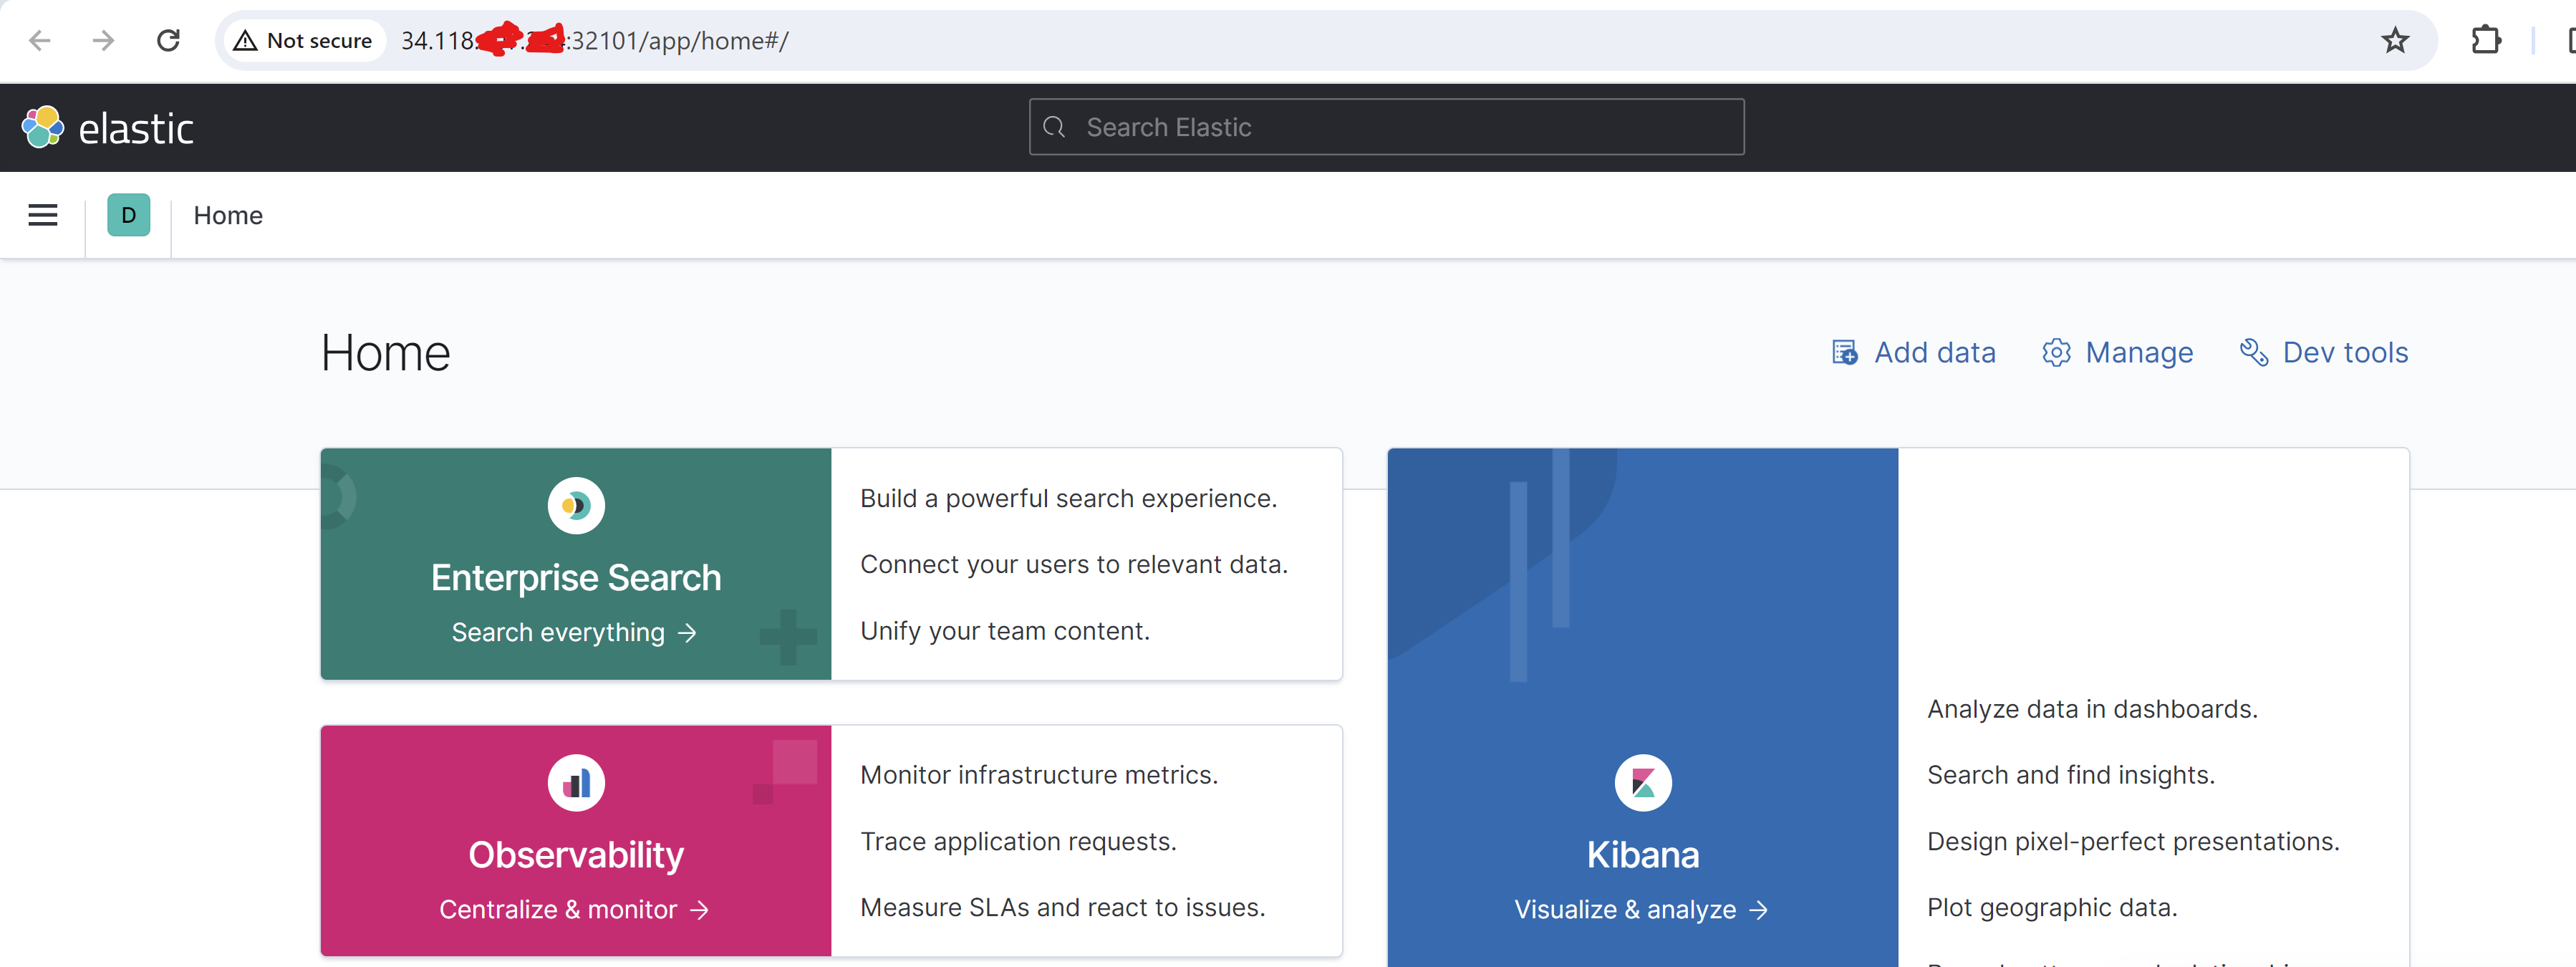 Not secure 34.118. :32101/app/home#/
elastic
Search Elastic
D Home
Home
Add data Manage Dev tools
Enterprise Search
Search everything →
Build a powerful search experience.
Connect your users to relevant data.
Unify your team content.
Observability
Centralize & monitor →
Monitor infrastructure metrics.
Trace application requests.
Measure SLAs and react to issues.
Kibana
Visualize & analyze →
Analyze data in dashboards.
Search and find insights.
Design pixel-perfect presentations.
Plot geographic data.